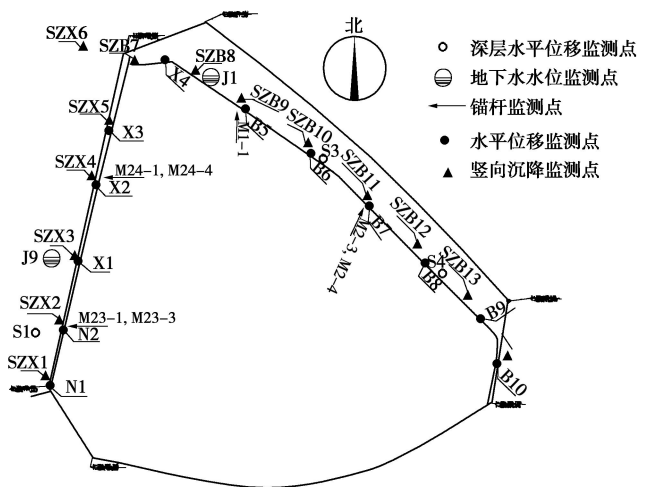 SZX6
SZB7
SZB8
北
X4
J1
深层水平位移监测点
地下水水位监测点
锚杆监测点
水平位移监测点
竖向沉降监测点
SZX5
X3
SZB9
M1-1
B5
SZB10
S3
B6
SZX4
M24-1, M24-4
X2
SZB11
B7
M2-3, M2-4
SZB12
SZX3
J9
X1
S4
B8
SZB13
SZX2
M23-1, M23-3
S1
N2
B9
SZX1
N1
B10